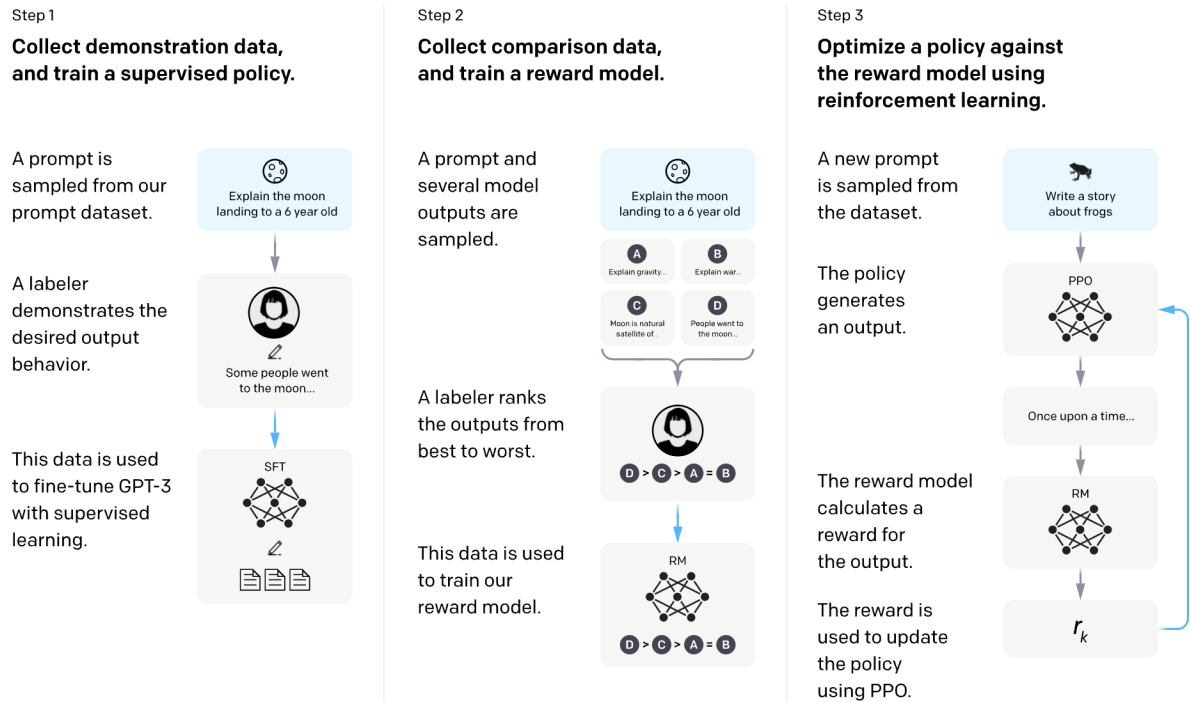 Step 1
Collect demonstration data,
and train a supervised policy.
A prompt is
sampled from our
prompt dataset.
Explain the moon
landing to a 6 year old
A labeler
demonstrates the
desired output
behavior.
Some people went
to the moon...
This data is used
to fine-tune GPT-3
with supervised
learning.
SFT
Step 2
Collect comparison data,
and train a reward model.
A prompt and
several model
outputs are
sampled.
Explain the moon
landing to a 6 year old
A
Explain gravity...
B
Explain war...
C
Moon is natural
satellite of...
D
People went to
the moon...
A labeler ranks
the outputs from
best to worst.
D > C > A = B
This data is used
to train our
reward model.
RM
D > C > A = B
Step 3
Optimize a policy against
the reward model using
reinforcement learning.
A new prompt
is sampled from
the dataset.
Write a story
about frogs
The policy
generates
an output.
PPO
Once upon a time...
The reward model
calculates a
reward for
the output.
RM
The reward is
used to update
the policy
using PPO.
rk